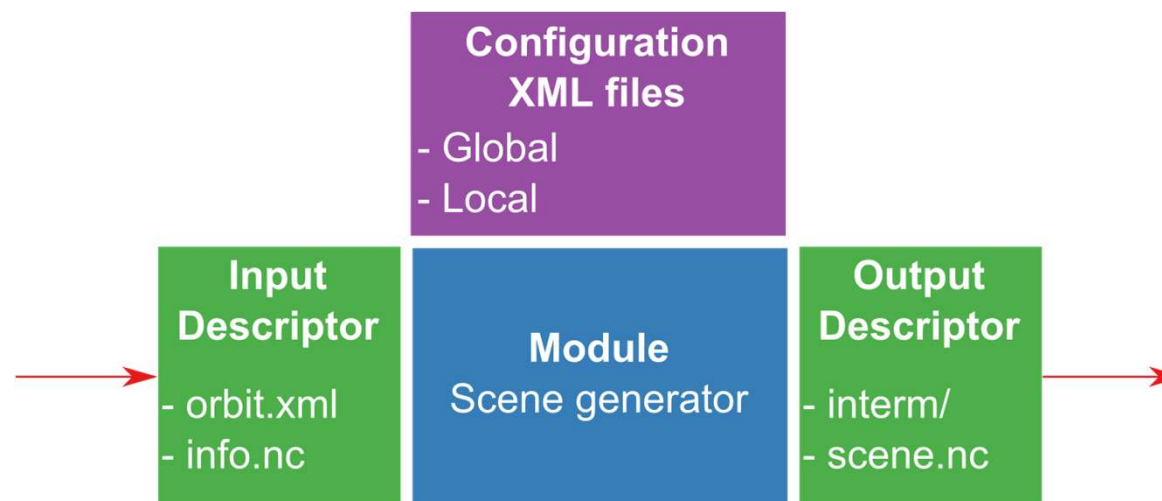 Configuration
XML files
- Global
- Local
Input
Descriptor
- orbit.xml
- info.nc
Module
Scene generator
Output
Descriptor
- interm/
- scene.nc